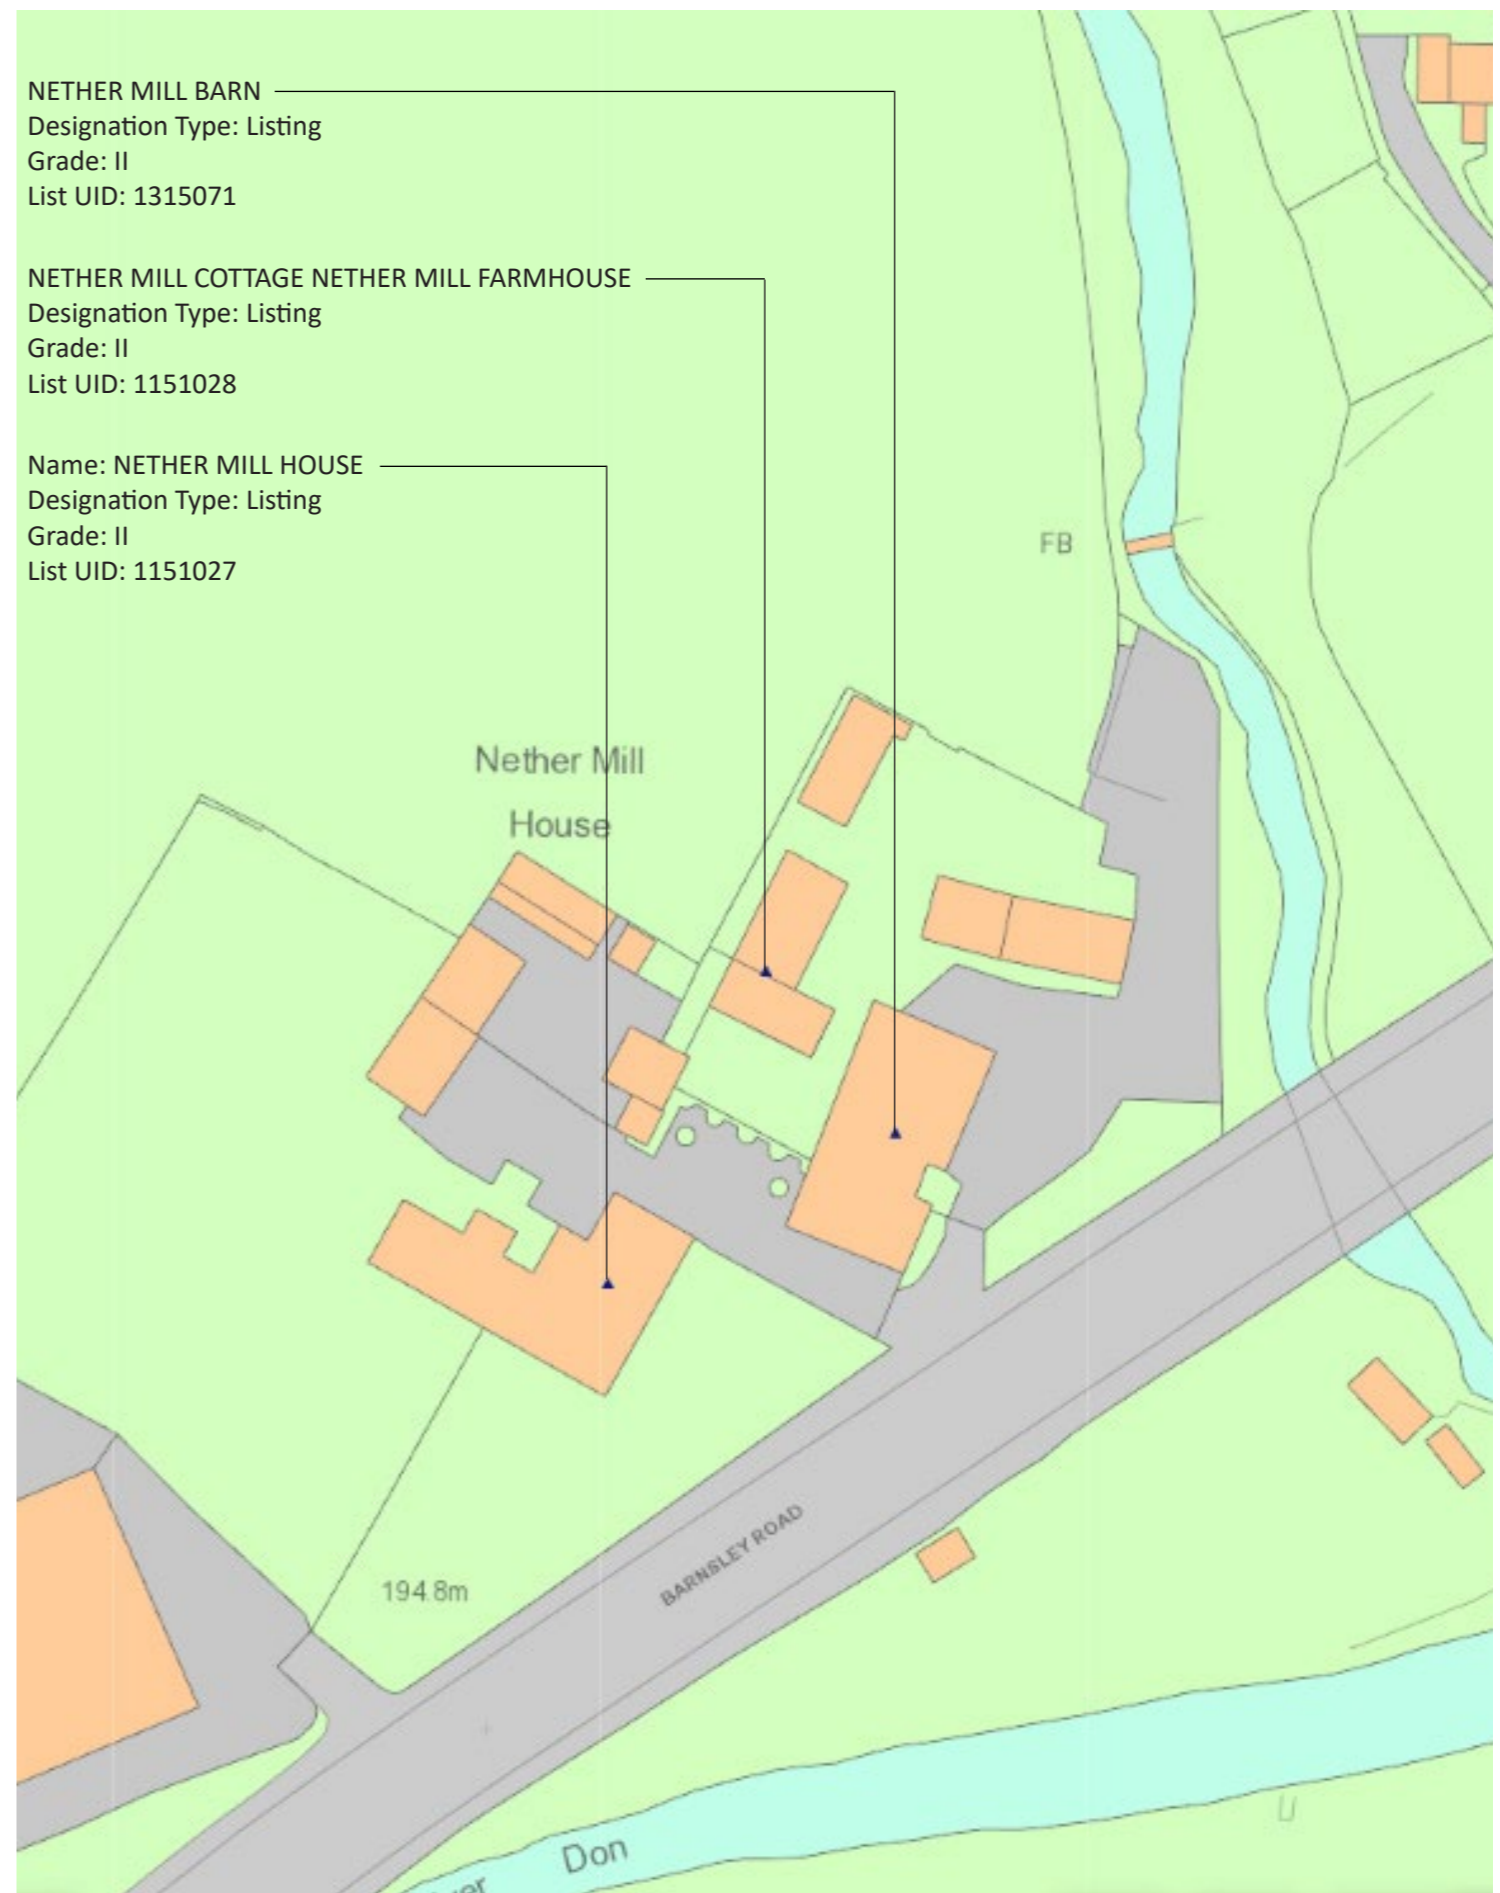 NETHER MILL BARN
Designation Type: Listing
Grade: II
List UID: 1315071
NETHER MILL COTTAGE NETHER MILL FARMHOUSE
Designation Type: Listing
Grade: II
List UID: 1151028
Name: NETHER MILL HOUSE
Designation Type: Listing
Grade: II
List UID: 1151027
FB
Nether Mill
House
194.8m
BARNSLEY ROAD
Don
U